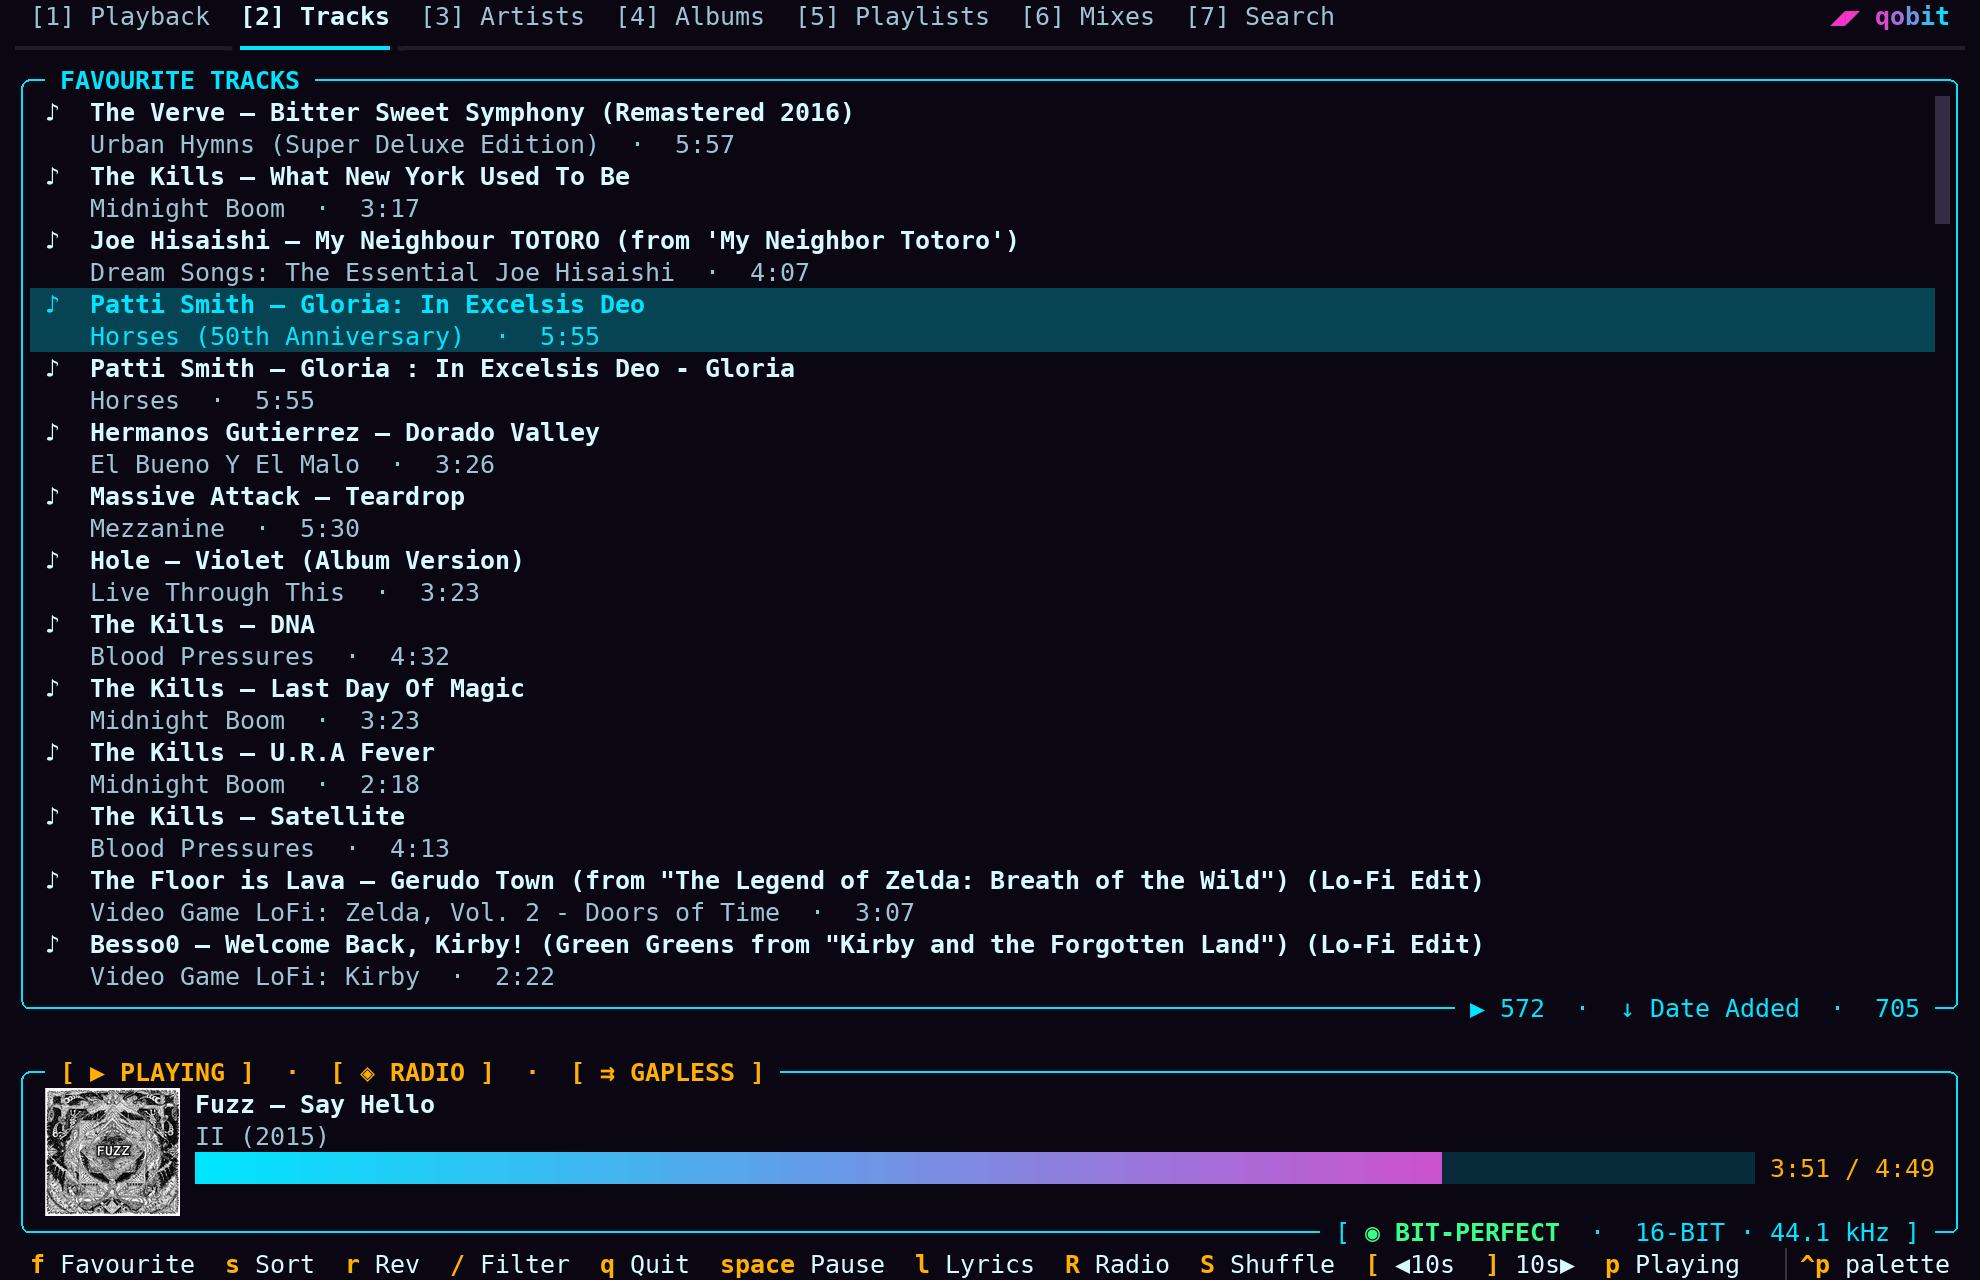 [1] Playback [2] Tracks [3] Artists [4] Albums [5] Playlists [6] Mixes [7] Search qobit
FAVOURITE TRACKS
♪ The Verve — Bitter Sweet Symphony (Remastered 2016)
Urban Hymns (Super Deluxe Edition) · 5:57
♪ The Kills — What New York Used To Be
Midnight Boom · 3:17
♪ Joe Hisaishi — My Neighbour TOTORO (from 'My Neighbor Totoro')
Dream Songs: The Essential Joe Hisaishi · 4:07
♪ Patti Smith — Gloria: In Excelsis Deo
Horses (50th Anniversary) · 5:55
♪ Patti Smith — Gloria : In Excelsis Deo - Gloria
Horses · 5:55
♪ Hermanos Gutierrez — Dorado Valley
El Bueno Y El Malo · 3:26
♪ Massive Attack — Teardrop
Mezzanine · 5:30
♪ Hole — Violet (Album Version)
Live Through This · 3:23
♪ The Kills — DNA
Blood Pressures · 4:32
♪ The Kills — Last Day Of Magic
Midnight Boom · 3:23
♪ The Kills — U.R.A Fever
Midnight Boom · 2:18
♪ The Kills — Satellite
Blood Pressures · 4:13
♪ The Floor is Lava — Gerudo Town (from "The Legend of Zelda: Breath of the Wild") (Lo-Fi Edit)
Video Game LoFi: Zelda, Vol. 2 - Doors of Time · 3:07
♪ Besso0 — Welcome Back, Kirby! (Green Greens from "Kirby and the Forgotten Land") (Lo-Fi Edit)
Video Game LoFi: Kirby · 2:22
▶ 572 · ↓ Date Added · 705
[ ▶ PLAYING ] · [ ◈ RADIO ] · [ ⇉ GAPLESS ]
Fuzz — Say Hello
II (2015)
FUZZ
3:51 / 4:49
[ ◉ BIT-PERFECT · 16-BIT · 44.1 kHz ]
f Favourite s Sort r Rev / Filter q Quit space Pause l Lyrics R Radio S Shuffle [ ◀10s ] 10s▶ p Playing ^p palette